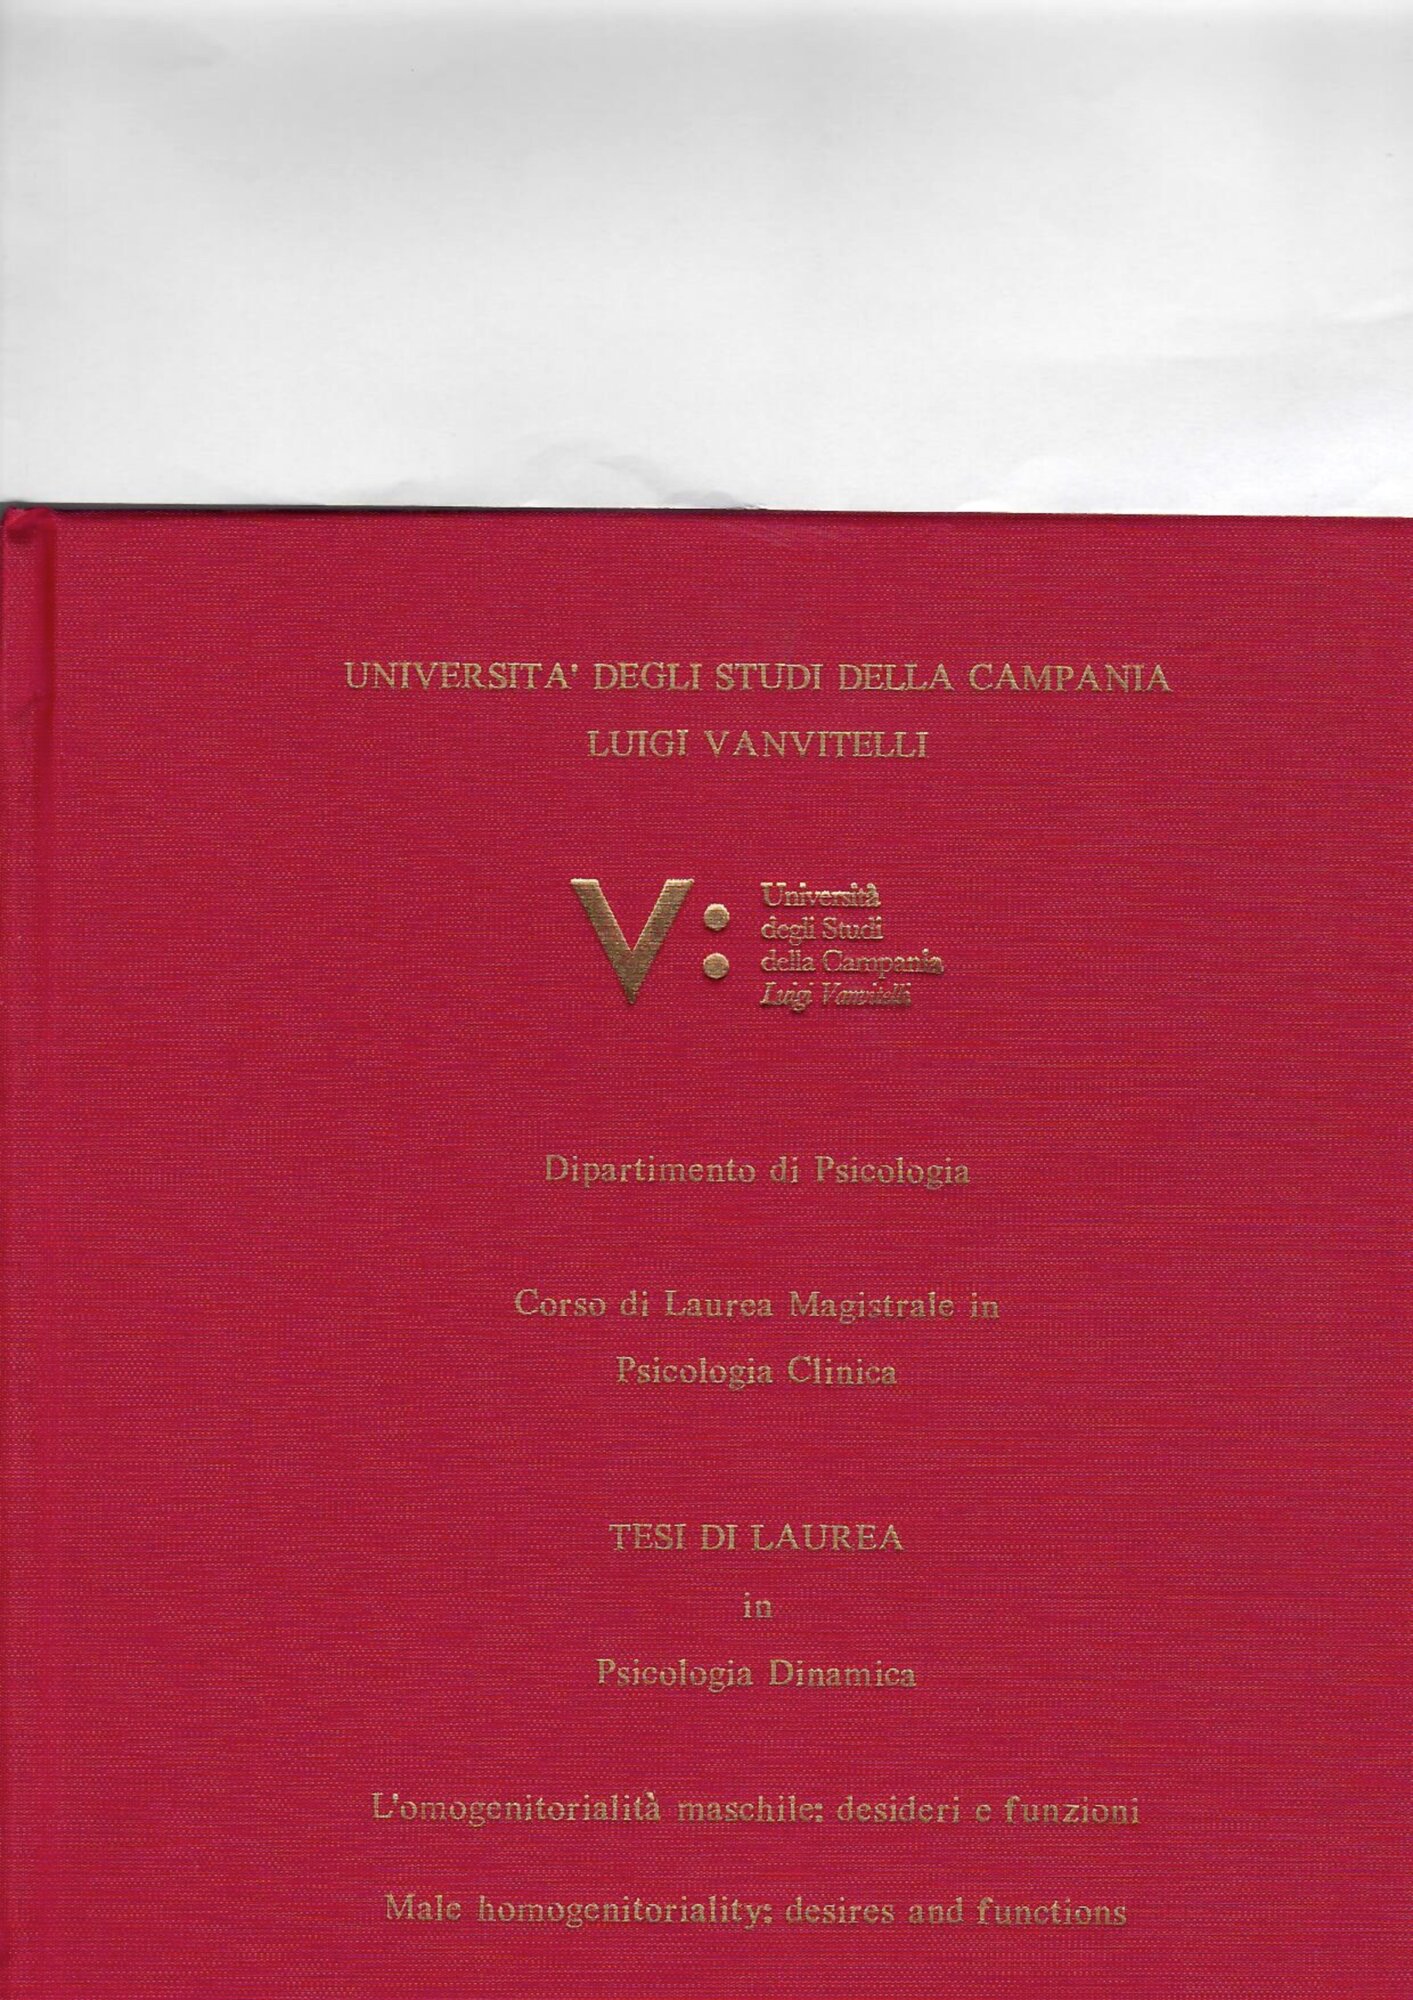 UNIVERSITA' DEGLI STUDI DELLA CAMPANIA
LUIGI VANVITELLI
V:
Università
degli Studi
della Campania
Luigi Vanvitelli
Dipartimento di Psicologia
Corso di Laurea Magistrale in
Psicologia Clinica
TESI DI LAUREA
in
Psicologia Dinamica
L'omogenitorialità maschile: desideri e funzioni
Male homogenitoriality: desires and functions